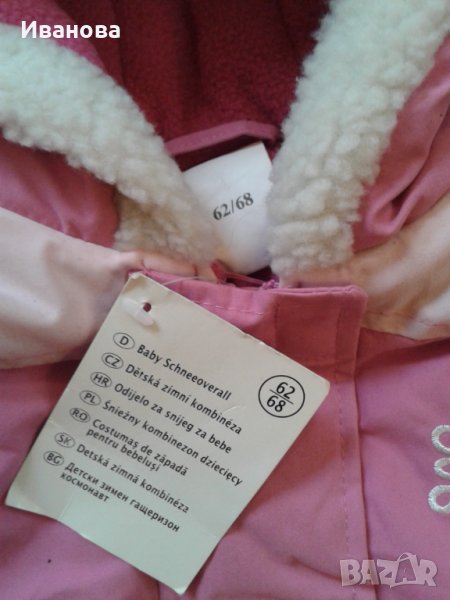 Иванова
62/68
D Baby Schneeoverall
CZ Dětská zimní kombinéza
HR Odijelo za snijeg za bebe
PL Śnieżny kombinezon dziecięcy
RO Costumaş de zăpadă
pentru bebeluşi
SK Detská zimná kombinéza
BG Детски зимен гащеризон
космонавт
62
68
BAZAR